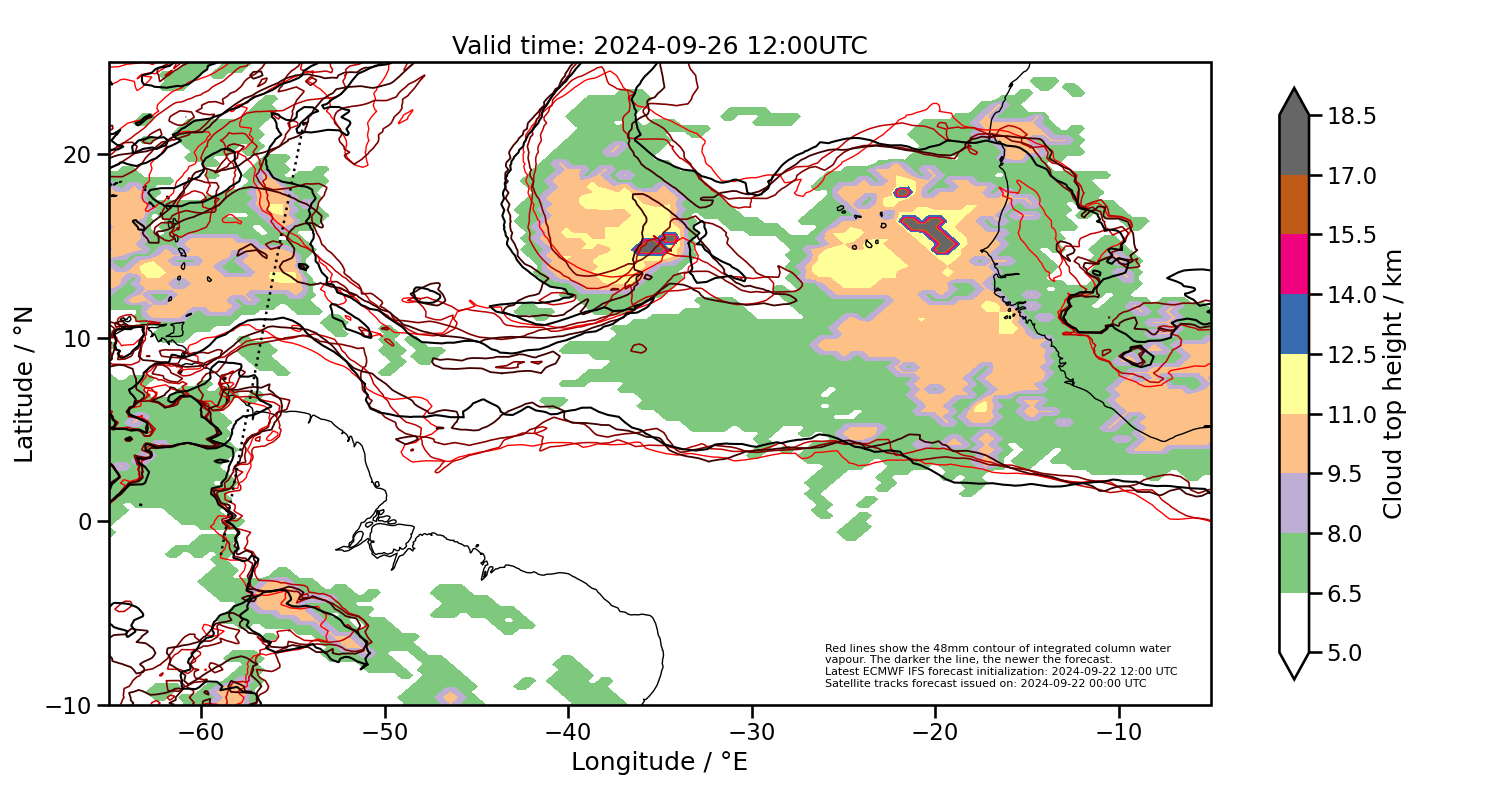 Valid time: 2024-09-26 12:00UTC
20
10
0
−10
−60
−50
−40
−30
−20
−10
Latitude / °N
Longitude / °E
Red lines show the 48mm contour of integrated column water
vapour. The darker the line, the newer the forecast.
Latest ECMWF IFS forecast initialization: 2024-09-22 12:00 UTC
Satellite tracks forecast issued on: 2024-09-22 00:00 UTC
18.5
17.0
15.5
14.0
12.5
11.0
9.5
8.0
6.5
5.0
Cloud top height / km